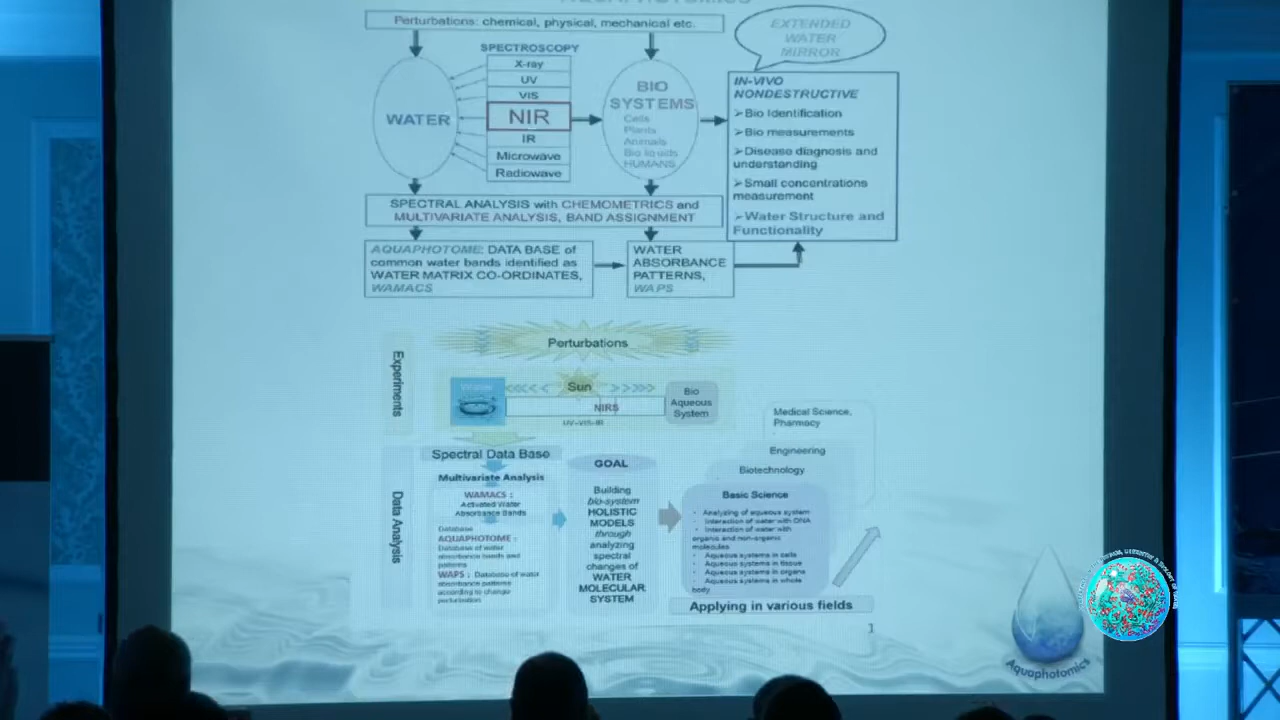 Perturbations: chemical, physical, mechanical etc.
EXTENDED
WATER
MIRROR
SPECTROSCOPY
X-ray
UV
VIS
NIR
IR
Microwave
Radiowave
WATER
BIO
SYSTEMS
Cells
Plants
Animals
Bio liquids
HUMANS
IN-VIVO
NONDESTRUCTIVE
➢Bio Identification
➢Bio measurements
➢Disease diagnosis and
understanding
➢Small concentrations
measurement
➢Water Structure and
Functionality
SPECTRAL ANALYSIS with CHEMOMETRICS and
MULTIVARIATE ANALYSIS, BAND ASSIGNMENT
AQUAPHOTOME: DATA BASE of
common water bands identified as
WATER MATRIX CO-ORDINATES,
WAMACS
WATER
ABSORBANCE
PATTERNS,
WAPS
Experiments
Perturbations
Sun
NIRS
UV-VIS-IR
Bio
Aqueous
System
Data Analysis
Spectral Data Base
Multivariate Analysis
WAMACS :
Activated Water
Absorbance Bands
Database
AQUAPHOTOME :
Database of water
absorbance bands and
patterns
WAPS : Database of water
absorbance patterns
according to change
perturbation
GOAL
Building
bio-system
HOLISTIC
MODELS
through
analyzing
spectral
changes of
WATER
MOLECULAR
SYSTEM
Medical Science,
Pharmacy
Engineering
Biotechnology
Basic Science
• Analyzing of aqueous system
• Interaction of water with DNA
• Interaction of water with
organic and non-organic
molecules
• Aqueous systems in cells
• Aqueous systems in tissue
• Aqueous systems in organs
• Aqueous systems in whole
body
Applying in various fields
1
Aquaphotomics